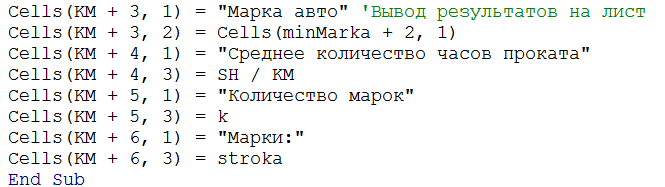 Cells(KM + 3, 1) = "Марка авто" 'Вывод результатов на лист
Cells(KM + 3, 2) = Cells(minMarka + 2, 1)
Cells(KM + 4, 1) = "Среднее количество часов проката"
Cells(KM + 4, 3) = SH / KM
Cells(KM + 5, 1) = "Количество марок"
Cells(KM + 5, 3) = k
Cells(KM + 6, 1) = "Марки:"
Cells(KM + 6, 3) = stroka
End Sub